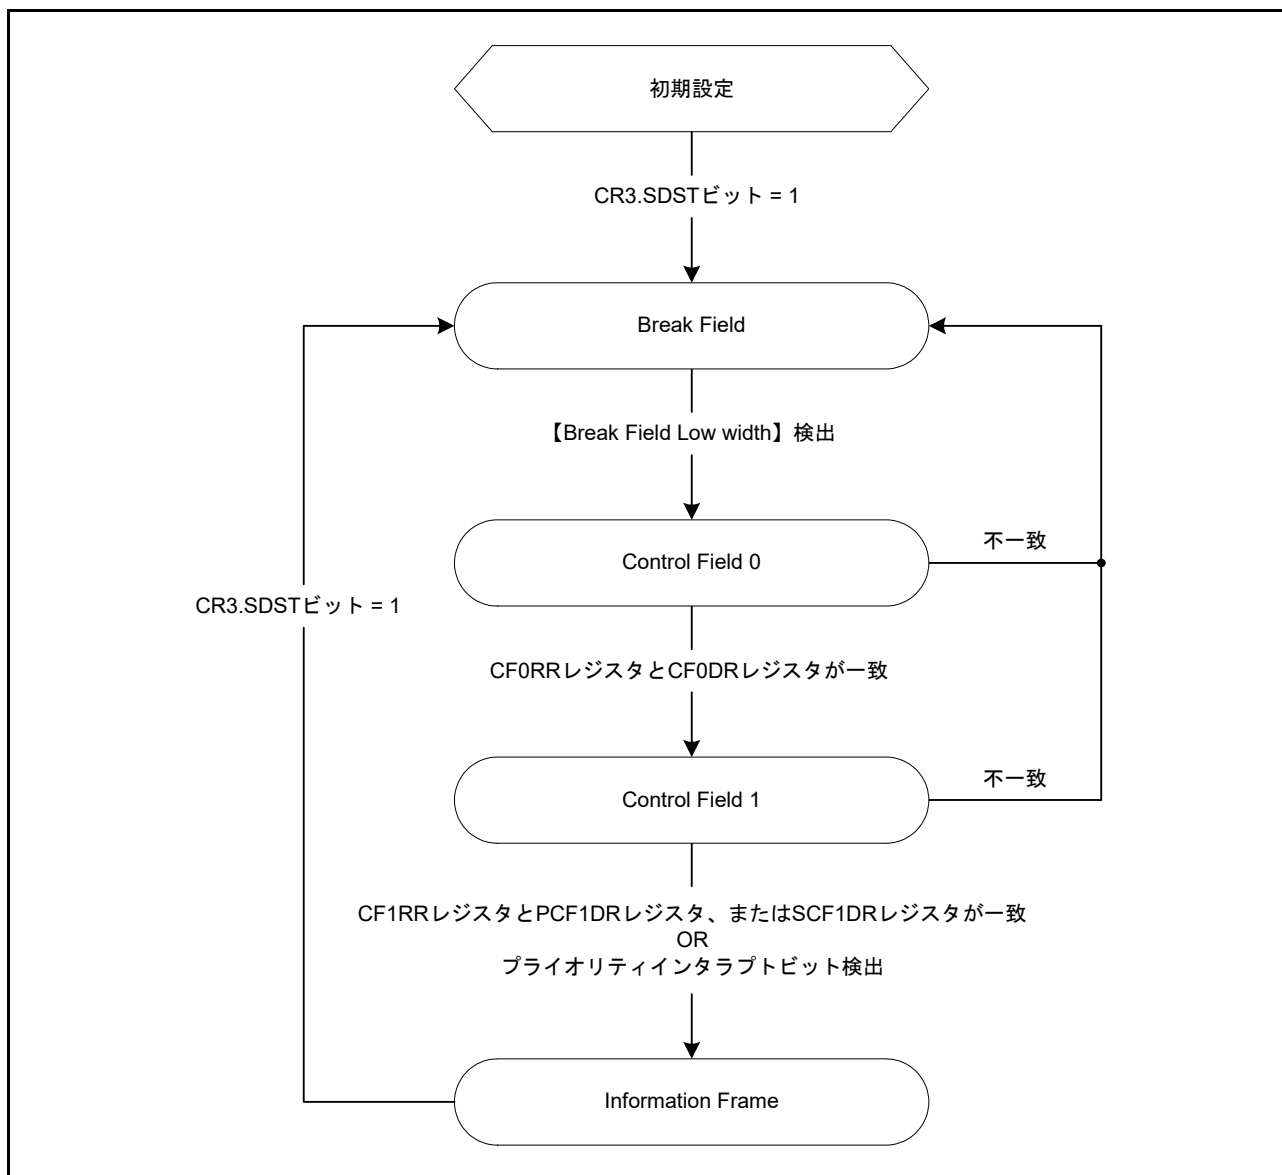 初期設定
CR3.SDSTビット = 1
Break Field
【Break Field Low width】検出
Control Field 0
不一致
CR3.SDSTビット = 1
CF0RRレジスタとCF0DRレジスタが一致
Control Field 1
不一致
CF1RRレジスタとPCF1DRレジスタ、またはSCF1DRレジスタが一致
OR
プライオリティインタラプトビット検出
Information Frame